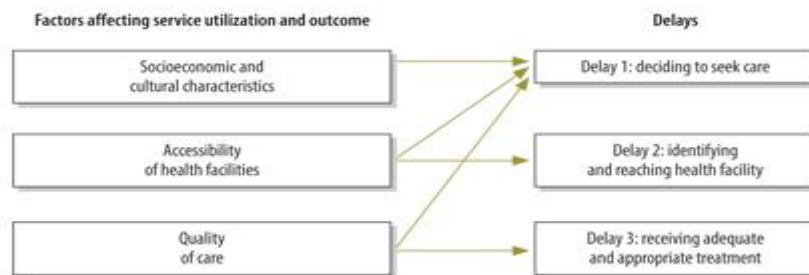 Factors affecting service utilization and outcome
Delays
Socioeconomic and
cultural characteristics
Delay 1: deciding to seek care
Accessibility
of health facilities
Delay 2: identifying
and reaching health facility
Quality
of care
Delay 3: receiving adequate
and appropriate treatment